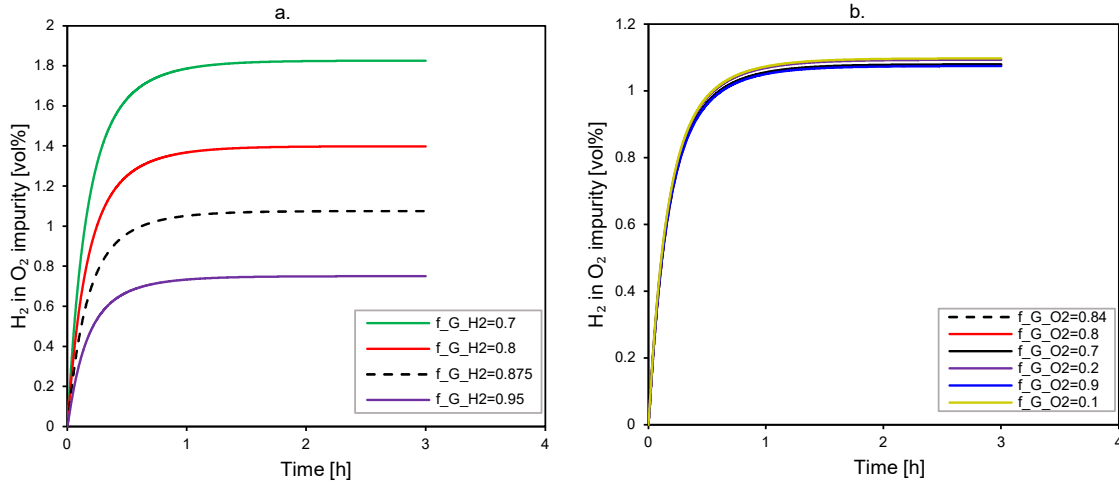 a.
H₂ in O₂ impurity [vol%]
2
1.8
1.6
1.4
1.2
1
0.8
0.6
0.4
0.2
0
0 1 2 3 4
Time [h]
f_G_H2=0.7
f_G_H2=0.8
f_G_H2=0.875
f_G_H2=0.95
b.
H₂ in O₂ impurity [vol%]
1.2
1
0.8
0.6
0.4
0.2
0
0 1 2 3 4
Time [h]
f_G_O2=0.84
f_G_O2=0.8
f_G_O2=0.7
f_G_O2=0.2
f_G_O2=0.9
f_G_O2=0.1